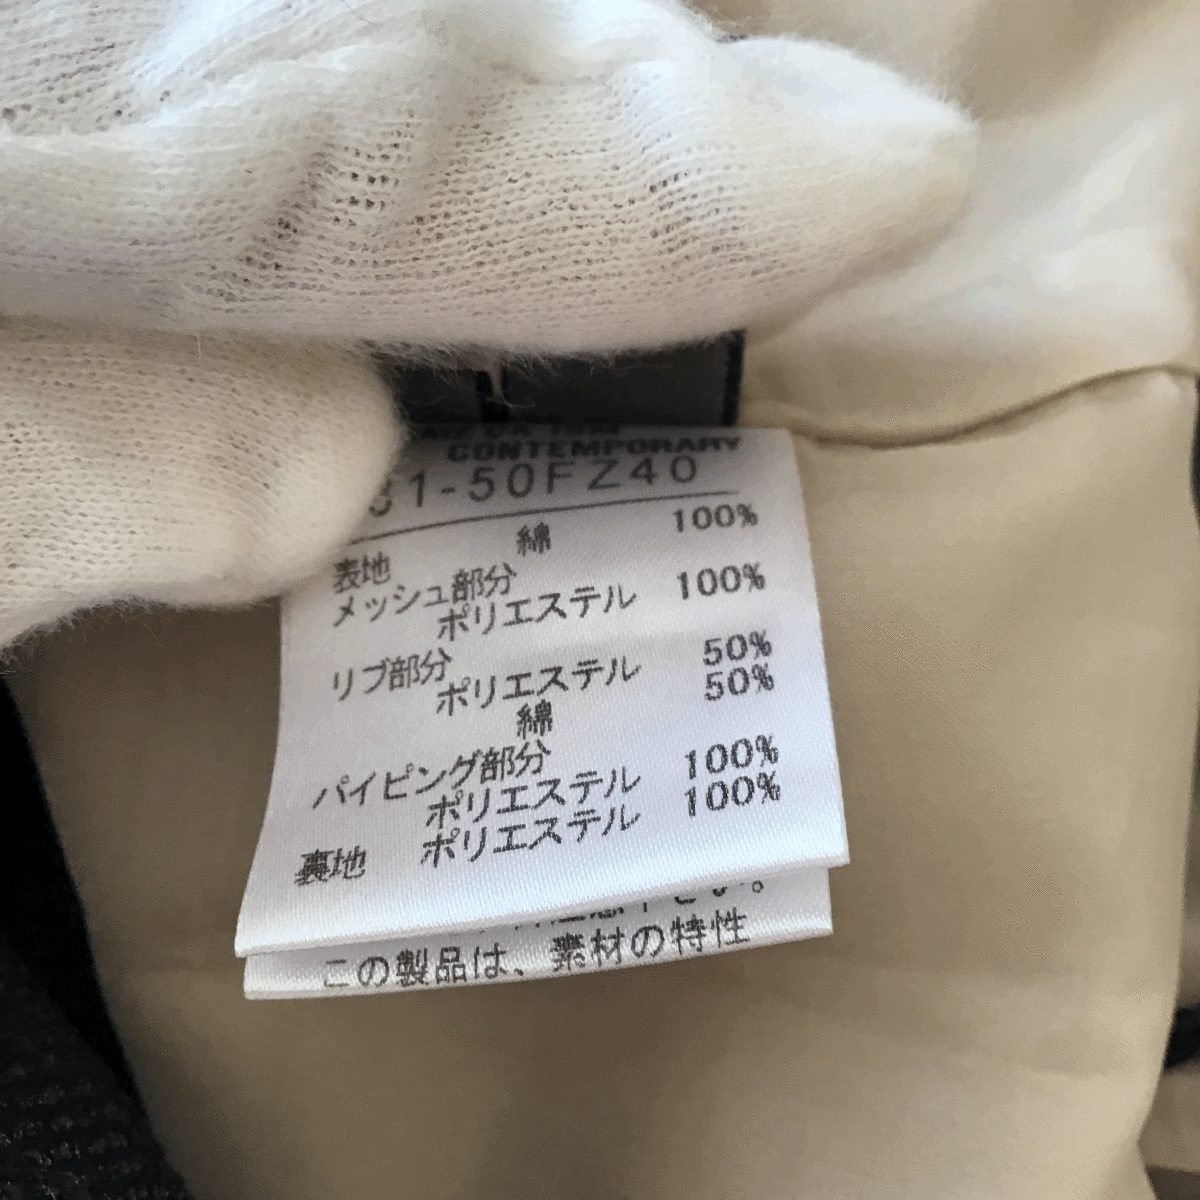 CONTEMPORARY
31-50FZ40
表地 綿 100%
メッシュ部分
ポリエステル 100%
リブ部分
ポリエステル 50%
綿 50%
パイピング部分
ポリエステル 100%
裏地 ポリエステル 100%
この製品は、素材の特性